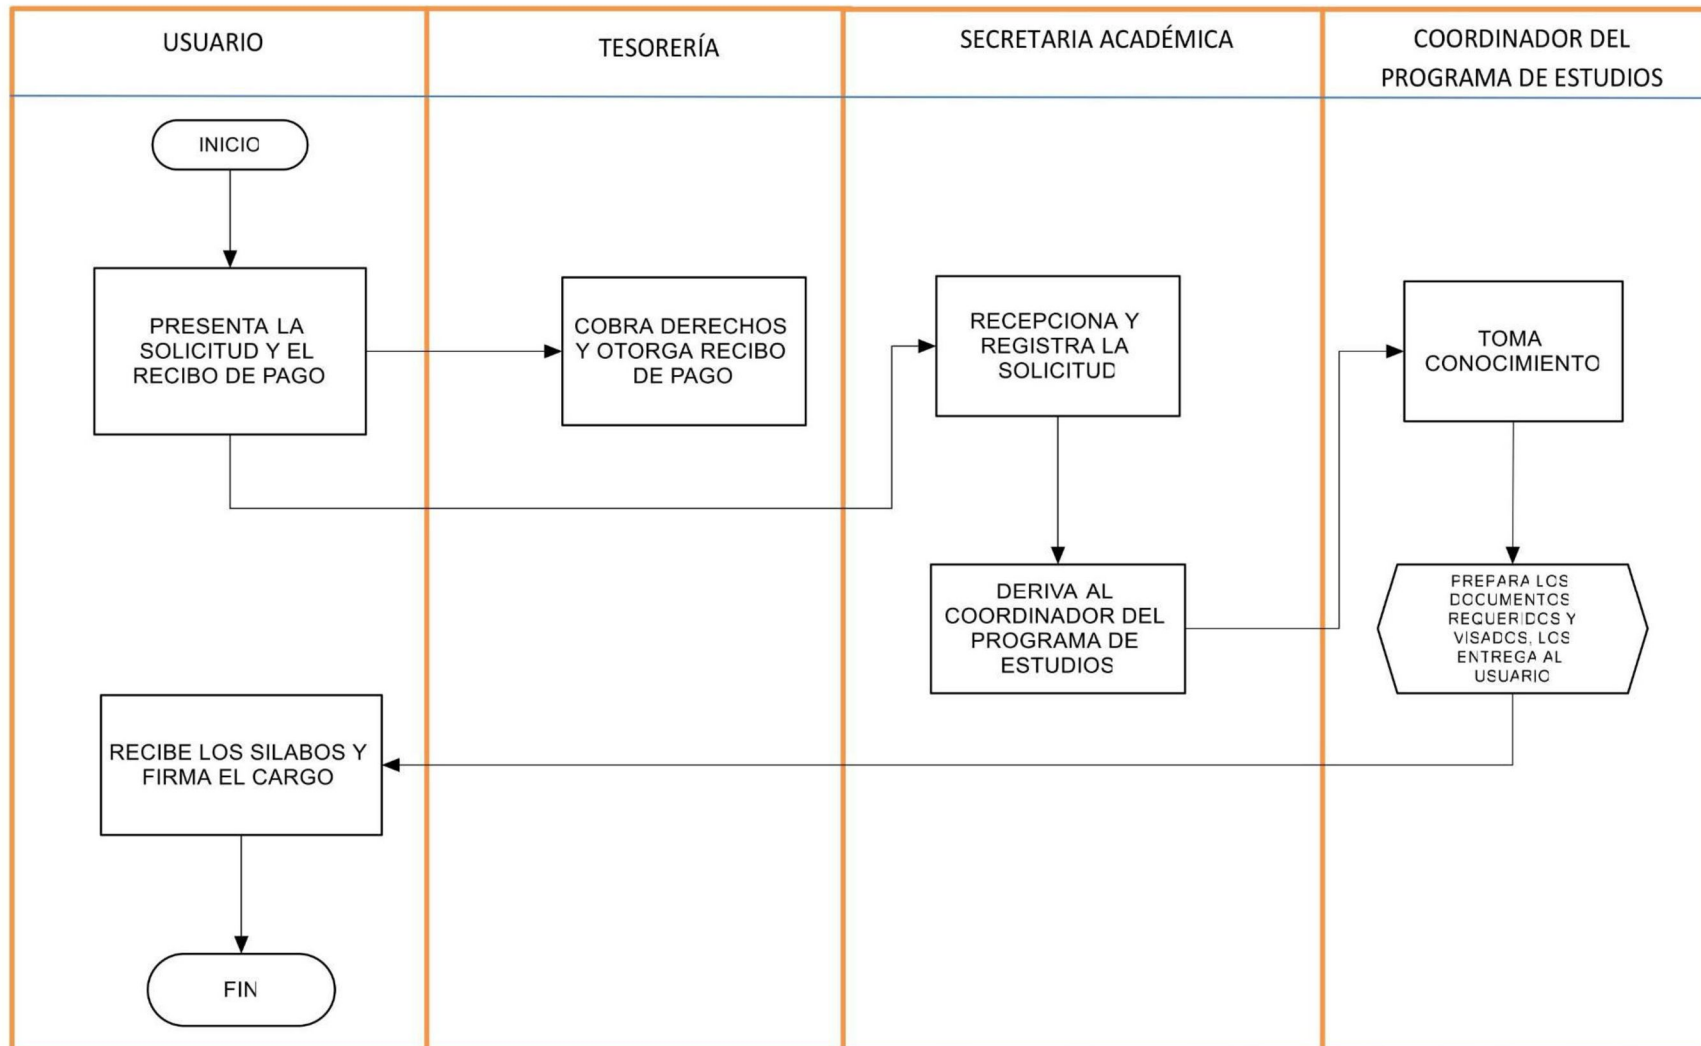 USUARIO
TESORERÍA
SECRETARIA ACADÉMICA
COORDINADOR DEL
PROGRAMA DE ESTUDIOS
INICIO
PRESENTA LA
SOLICITUD Y EL
RECIBO DE PAGO
COBRA DERECHOS
Y OTORGA RECIBO
DE PAGO
RECEPCIONA Y
REGISTRA LA
SOLICITUD
TOMA
CONOCIMIENTO
DERIVA AL
COORDINADOR DEL
PROGRAMA DE
ESTUDIOS
PREPARA LOS
DOCUMENTOS
REQUERIDOS Y
VISADOS, LOS
ENTREGA AL
USUARIO
RECIBE LOS SILABOS Y
FIRMA EL CARGO
FIN